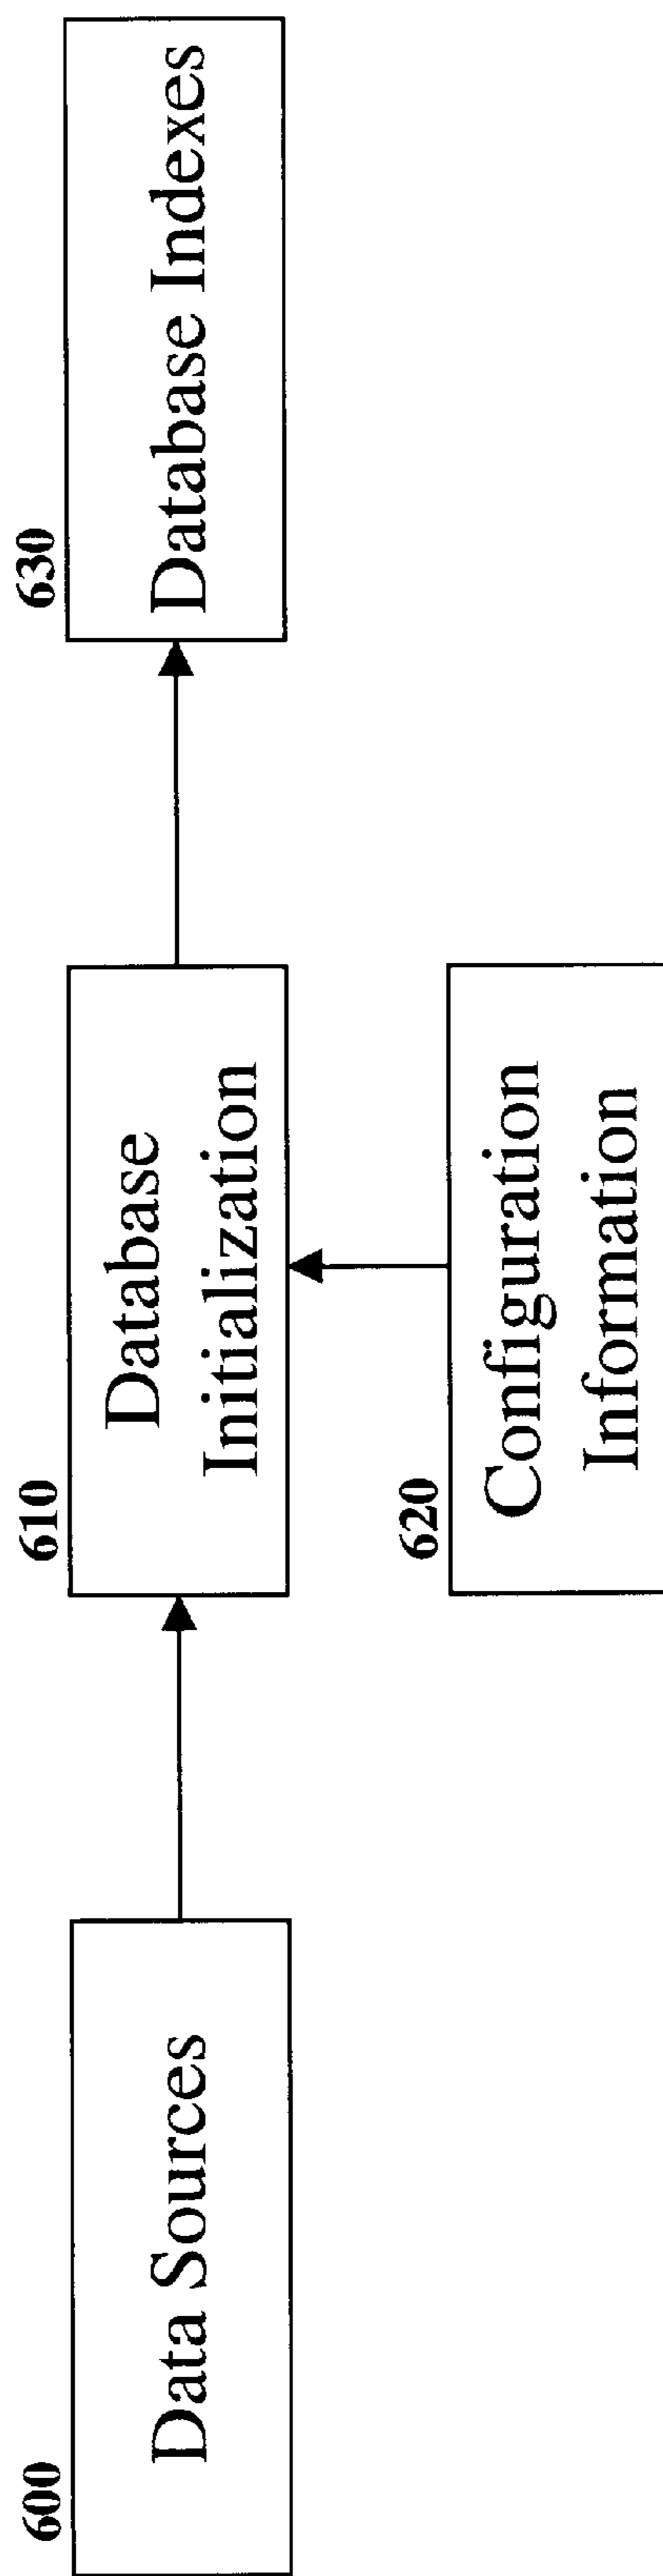 600
Data Sources
610
Database
Initialization
620
Configuration
Information
630
Database Indexes